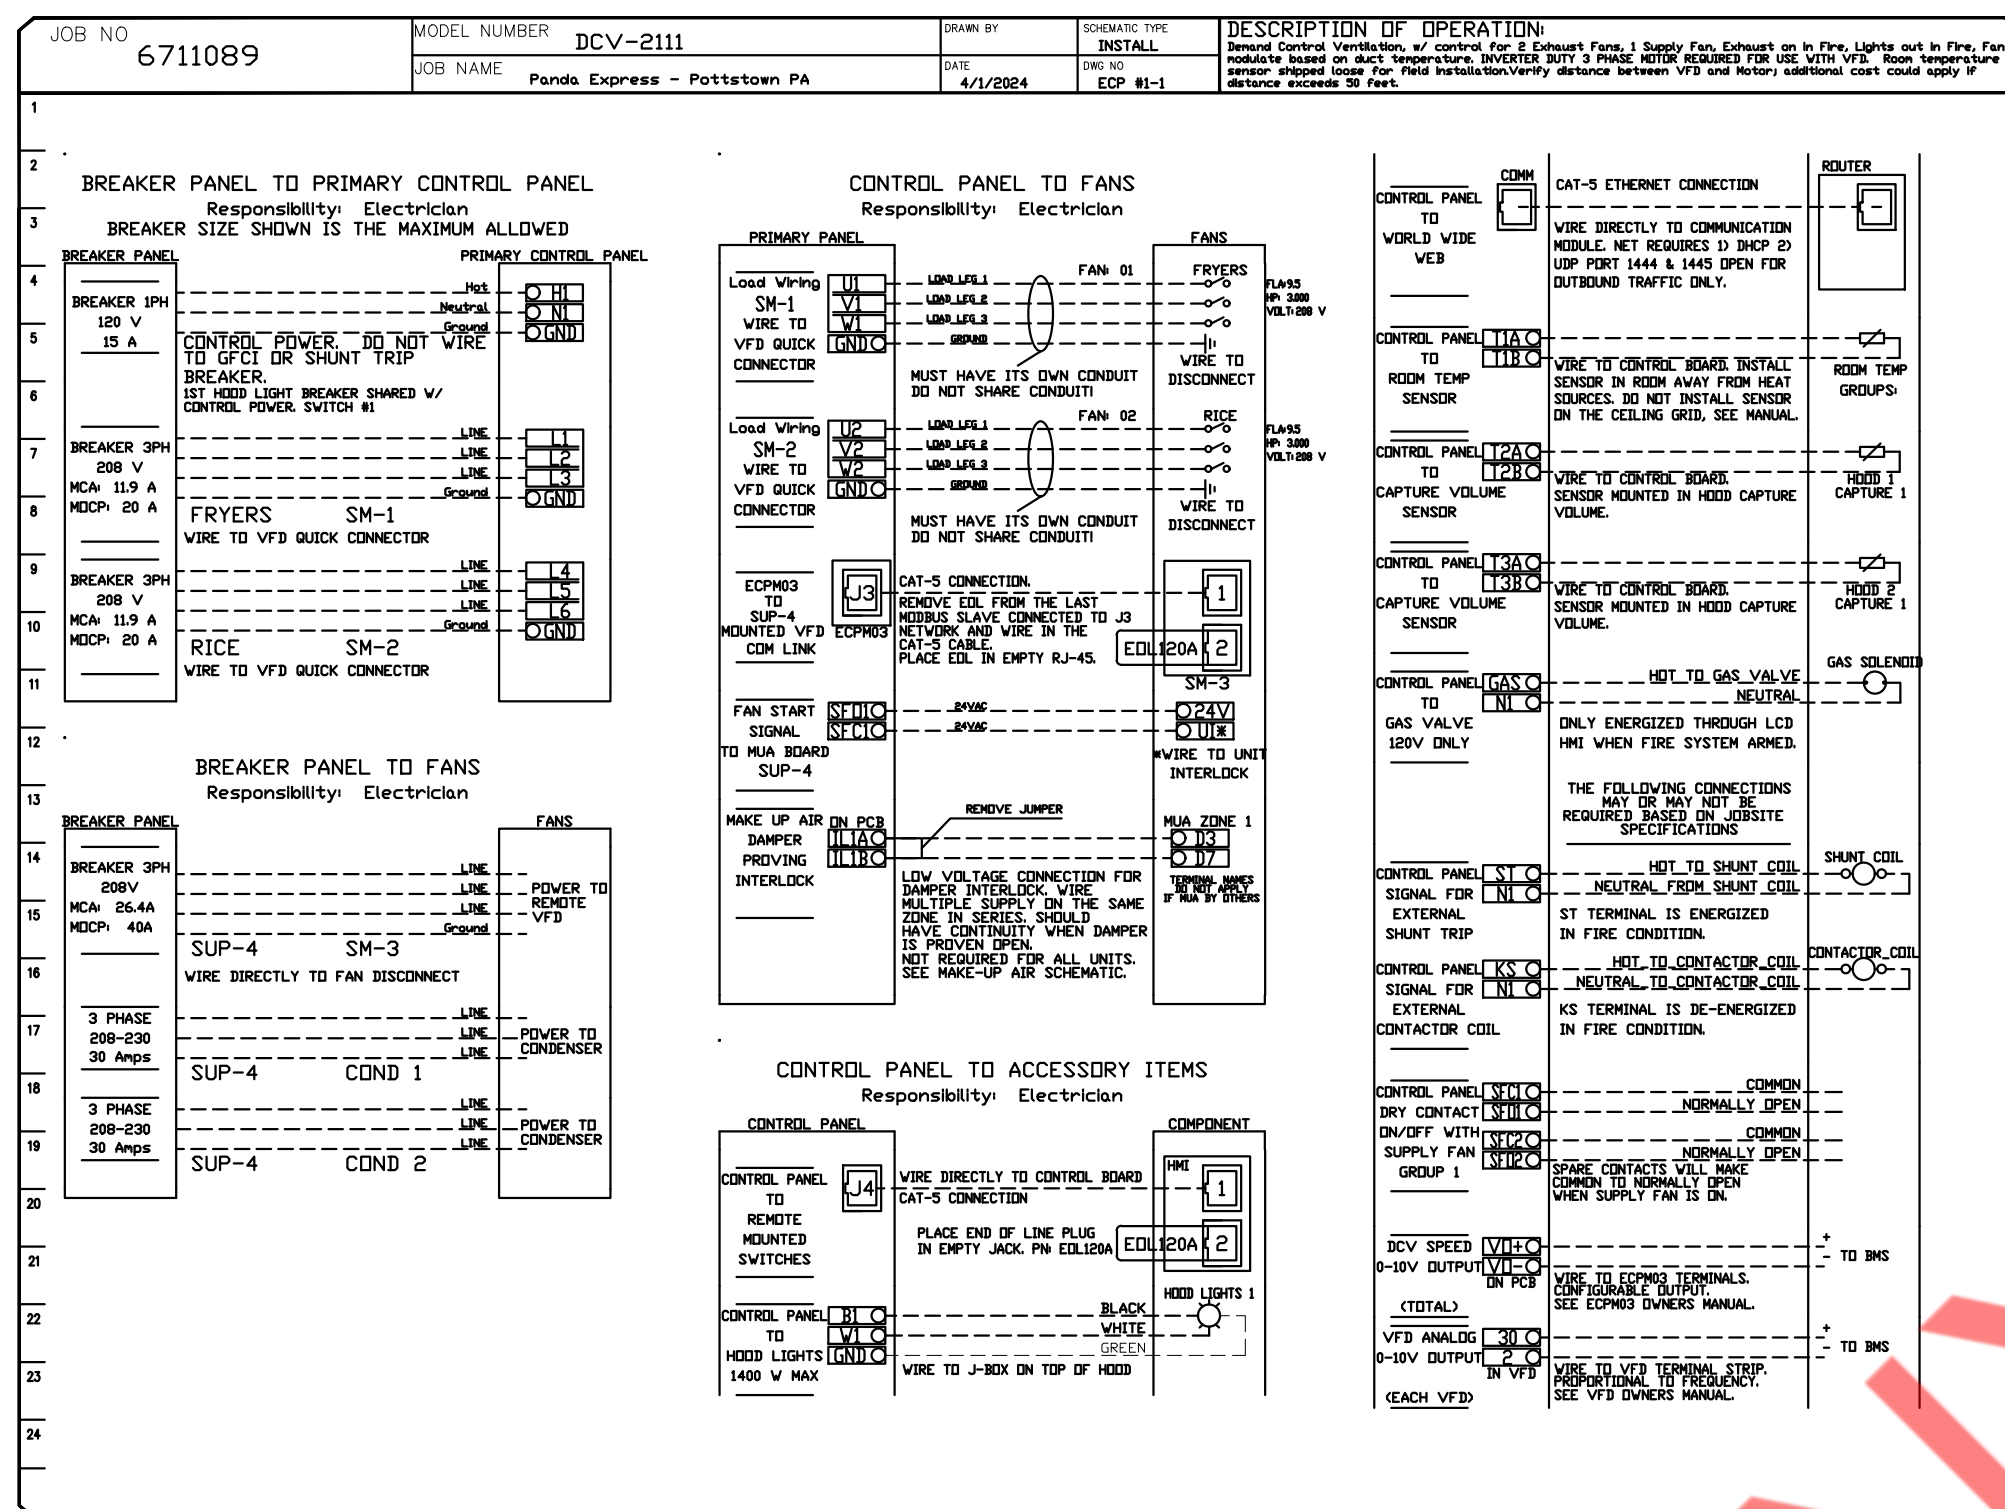 JOB NO
6711089
MODEL NUMBER
DCV-2111
JOB NAME
Panda Express - Pottstown PA
DRAWN BY
DATE
4/1/2024
SCHEMATIC TYPE
INSTALL
DWG NO
ECP #1-1
DESCRIPTION OF OPERATION:
Demand Control Ventilation, w/ control for 2 Exhaust Fans, 1 Supply Fan, Exhaust on in Fire, Lights out in Fire, Fan
modulate based on duct temperature. INVERTER DUTY 3 PHASE MOTOR REQUIRED FOR USE WITH VFD. Room temperature
sensor shipped loose for field installation.Verify distance between VFD and Motor; additional cost could apply if
distance exceeds 50 feet.
1
2
3
4
5
6
7
8
9
10
11
12
13
14
15
16
17
18
19
20
21
22
23
24
BREAKER PANEL TO PRIMARY CONTROL PANEL
Responsibility: Electrician
BREAKER SIZE SHOWN IS THE MAXIMUM ALLOWED
BREAKER PANEL
PRIMARY CONTROL PANEL
BREAKER 1PH
120 V
15 A
Hot
H1
Neutral
N1
Ground
GND
CONTROL POWER. DO NOT WIRE
TO GFCI OR SHUNT TRIP
BREAKER.
1ST HOOD LIGHT BREAKER SHARED W/
CONTROL POWER. SWITCH #1
BREAKER 3PH
208 V
MCA: 11.9 A
MOCP: 20 A
LINE
L1
LINE
L2
LINE
L3
Ground
GND
FRYERS SM-1
WIRE TO VFD QUICK CONNECTOR
BREAKER 3PH
208 V
MCA: 11.9 A
MOCP: 20 A
LINE
L4
LINE
L5
LINE
L6
Ground
GND
RICE SM-2
WIRE TO VFD QUICK CONNECTOR
BREAKER PANEL TO FANS
Responsibility: Electrician
BREAKER PANEL
FANS
BREAKER 3PH
208V
MCA: 26.4A
MOCP: 40A
LINE
LINE
LINE
Ground
POWER TO
REMOTE
VFD
SUP-4 SM-3
WIRE DIRECTLY TO FAN DISCONNECT
3 PHASE
208-230
30 Amps
LINE
LINE
LINE
POWER TO
CONDENSER
SUP-4 COND 1
3 PHASE
208-230
30 Amps
LINE
LINE
LINE
POWER TO
CONDENSER
SUP-4 COND 2
CONTROL PANEL TO FANS
Responsibility: Electrician
PRIMARY PANEL
FANS
Load Wiring
SM-1
WIRE TO
VFD QUICK
CONNECTOR
U1
V1
W1
GND
LOAD LEG 1
LOAD LEG 2
LOAD LEG 3
GROUND
FAN: 01
FRYERS
FLA:9.5
HP: 3.000
VOLT: 208 V
WIRE TO
DISCONNECT
MUST HAVE ITS OWN CONDUIT
DO NOT SHARE CONDUIT!
Load Wiring
SM-2
WIRE TO
VFD QUICK
CONNECTOR
U2
V2
W2
GND
LOAD LEG 1
LOAD LEG 2
LOAD LEG 3
GROUND
FAN: 02
RICE
FLA:9.5
HP: 3.000
VOLT: 208 V
WIRE TO
DISCONNECT
MUST HAVE ITS OWN CONDUIT
DO NOT SHARE CONDUIT!
ECPM03
TO
SUP-4
MOUNTED VFD
COM LINK
J3
ECPM03
CAT-5 CONNECTION.
REMOVE EOL FROM THE LAST
MODBUS SLAVE CONNECTED TO J3
NETWORK AND WIRE IN THE
CAT-5 CABLE.
PLACE EOL IN EMPTY RJ-45.
1
EOL120A 2
SM-3
FAN START
SIGNAL
TO MUA BOARD
SUP-4
SFO1
SFC1
24VAC
24VAC
24V
UI*
*WIRE TO UNIT
INTERLOCK
MAKE UP AIR
DAMPER
PROVING
INTERLOCK
ON PCB
IL1A
IL1B
REMOVE JUMPER
MUA ZONE 1
D3
D7
TERMINAL NAMES
DO NOT APPLY
IF MUA BY OTHERS
LOW VOLTAGE CONNECTION FOR
DAMPER INTERLOCK. WIRE
MULTIPLE SUPPLY ON THE SAME
ZONE IN SERIES. SHOULD
HAVE CONTINUITY WHEN DAMPER
IS PROVEN OPEN.
NOT REQUIRED FOR ALL UNITS.
SEE MAKE-UP AIR SCHEMATIC.
CONTROL PANEL TO ACCESSORY ITEMS
Responsibility: Electrician
CONTROL PANEL
COMPONENT
CONTROL PANEL
TO
REMOTE
MOUNTED
SWITCHES
J4
WIRE DIRECTLY TO CONTROL BOARD
CAT-5 CONNECTION
HMI
1
PLACE END OF LINE PLUG
IN EMPTY JACK. PN: EOL120A
EOL120A 2
CONTROL PANEL
TO
HOOD LIGHTS
1400 W MAX
B1
W1
GND
BLACK
WHITE
GREEN
HOOD LIGHTS 1
WIRE TO J-BOX ON TOP OF HOOD
CONTROL PANEL
TO
WORLD WIDE
WEB
COMM
CAT-5 ETHERNET CONNECTION
ROUTER
WIRE DIRECTLY TO COMMUNICATION
MODULE. NET REQUIRES 1) DHCP 2)
UDP PORT 1444 & 1445 OPEN FOR
OUTBOUND TRAFFIC ONLY.
CONTROL PANEL
TO
ROOM TEMP
SENSOR
T1A
T1B
WIRE TO CONTROL BOARD. INSTALL
SENSOR IN ROOM AWAY FROM HEAT
SOURCES. DO NOT INSTALL SENSOR
ON THE CEILING GRID, SEE MANUAL.
ROOM TEMP
GROUPS:
CONTROL PANEL
TO
CAPTURE VOLUME
SENSOR
T2A
T2B
WIRE TO CONTROL BOARD.
SENSOR MOUNTED IN HOOD CAPTURE
VOLUME.
HOOD 1
CAPTURE 1
CONTROL PANEL
TO
CAPTURE VOLUME
SENSOR
T3A
T3B
WIRE TO CONTROL BOARD.
SENSOR MOUNTED IN HOOD CAPTURE
VOLUME.
HOOD 2
CAPTURE 1
CONTROL PANEL
TO
GAS VALVE
120V ONLY
GAS
N1
HOT TO GAS VALVE
NEUTRAL
GAS SOLENOID
ONLY ENERGIZED THROUGH LCD
HMI WHEN FIRE SYSTEM ARMED.
THE FOLLOWING CONNECTIONS
MAY OR MAY NOT BE
REQUIRED BASED ON JOBSITE
SPECIFICATIONS
CONTROL PANEL
SIGNAL FOR
EXTERNAL
SHUNT TRIP
ST
N1
HOT TO SHUNT COIL
NEUTRAL FROM SHUNT COIL
SHUNT COIL
ST TERMINAL IS ENERGIZED
IN FIRE CONDITION.
CONTROL PANEL
SIGNAL FOR
EXTERNAL
CONTACTOR COIL
KS
N1
HOT TO CONTACTOR COIL
NEUTRAL TO CONTACTOR COIL
CONTACTOR COIL
KS TERMINAL IS DE-ENERGIZED
IN FIRE CONDITION.
CONTROL PANEL
DRY CONTACT
ON/OFF WITH
SUPPLY FAN
GROUP 1
SFC1
SFO1
SFC2
SFO2
COMMON
NORMALLY OPEN
COMMON
NORMALLY OPEN
SPARE CONTACTS WILL MAKE
COMMON TO NORMALLY OPEN
WHEN SUPPLY FAN IS ON.
DCV SPEED
0-10V OUTPUT
(TOTAL)
VO+
VO-
ON PCB
+
- TO BMS
WIRE TO ECPM03 TERMINALS.
CONFIGURABLE OUTPUT.
SEE ECPM03 OWNERS MANUAL.
VFD ANALOG
0-10V OUTPUT
(EACH VFD)
30
2
IN VFD
+
- TO BMS
WIRE TO VFD TERMINAL STRIP.
PROPORTIONAL TO FREQUENCY.
SEE VFD OWNERS MANUAL.